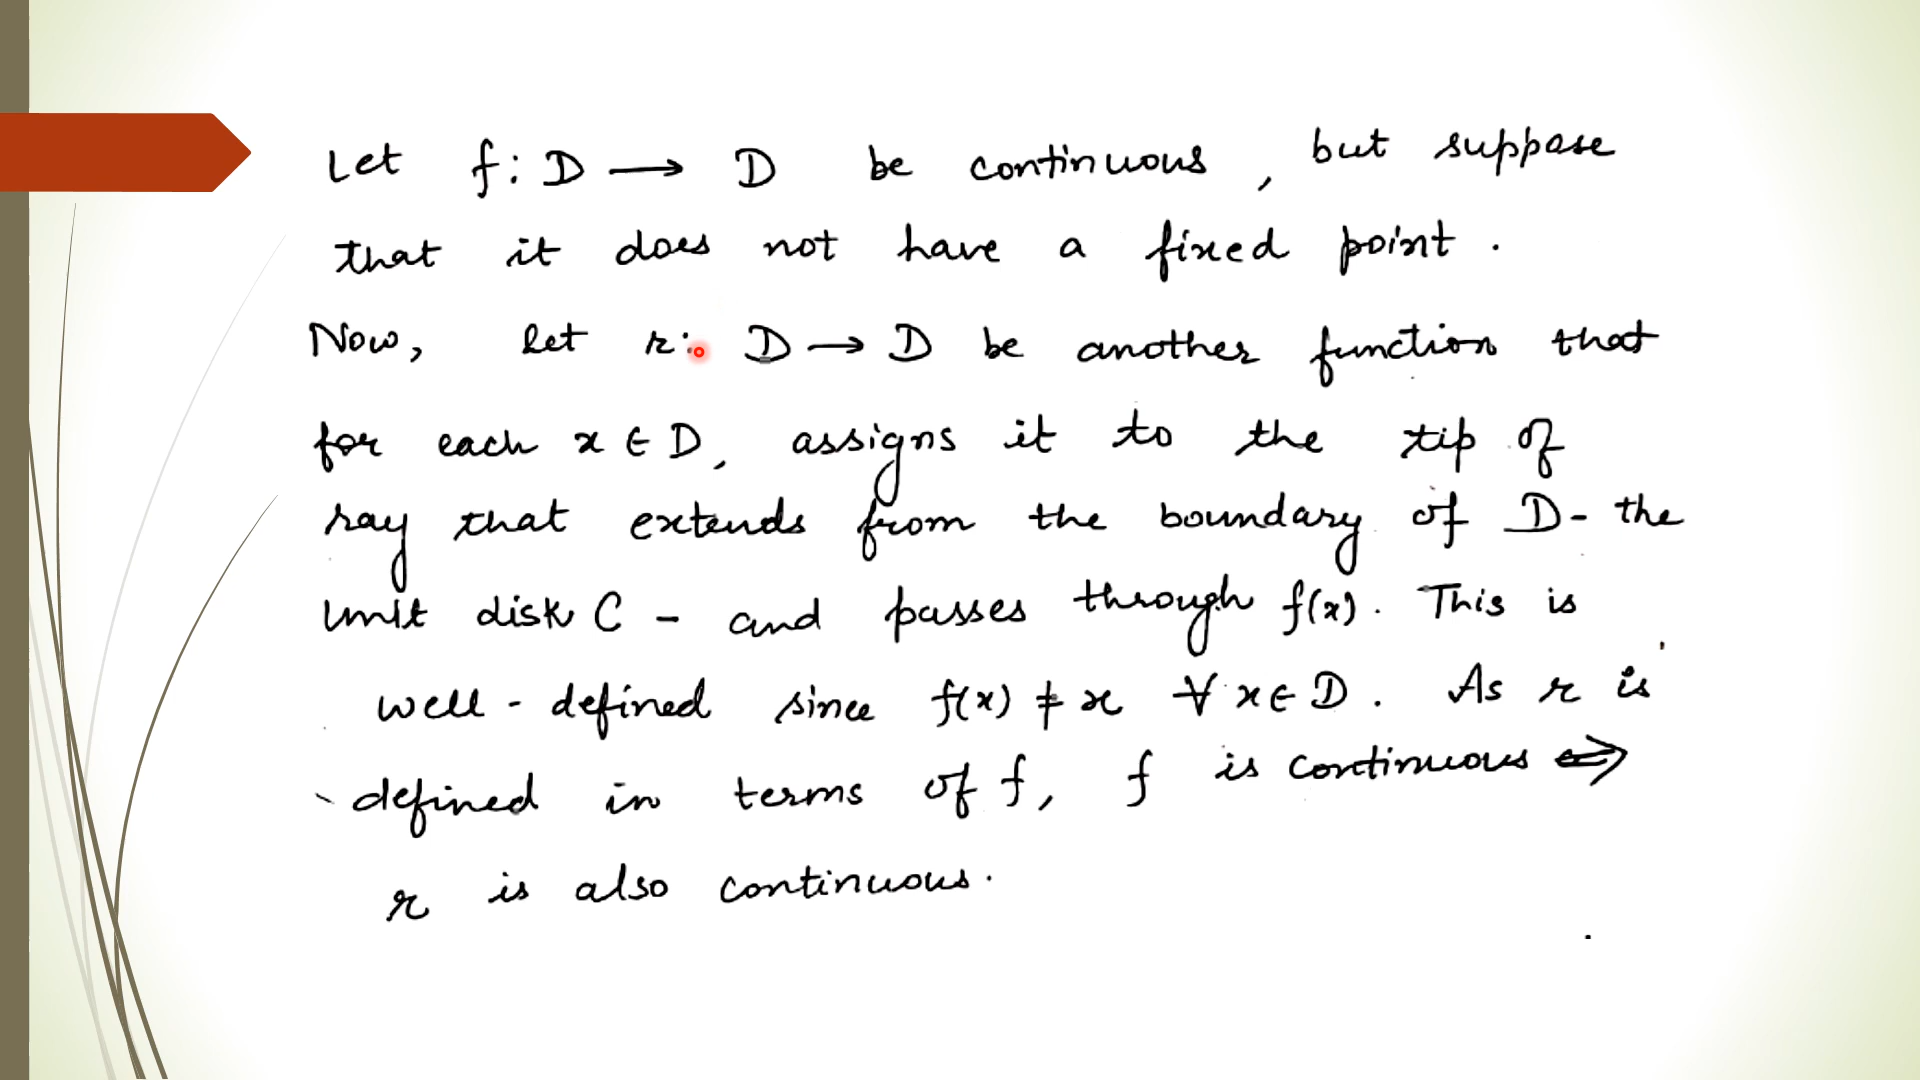 Let f: D → D be continuous, but suppose
that it does not have a fixed point.
Now, let r: D → D be another function that
for each x ∈ D, assigns it to the tip of
ray that extends from the boundary of D - the
unit disk C - and passes through f(x). This is
well-defined since f(x) ≠ x ∀ x ∈ D. As r is
defined in terms of f, f is continuous ⇔
r is also continuous.